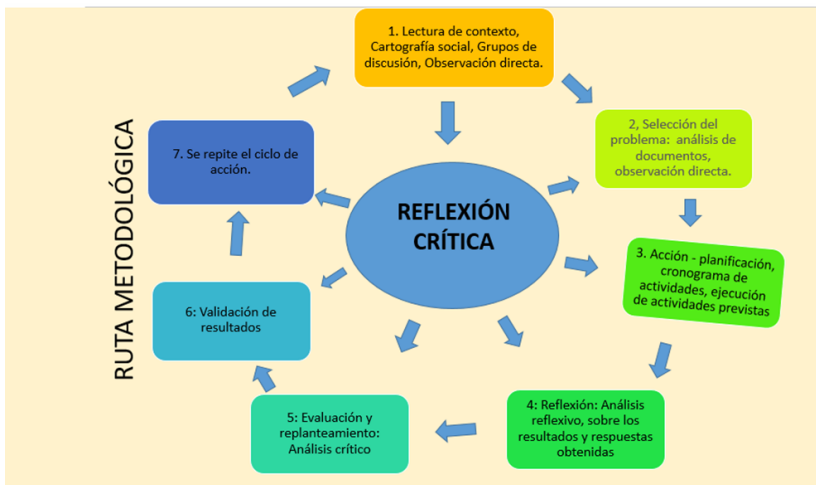 RUTA METODOLÓGICA
1. Lectura de contexto,
Cartografía social, Grupos de
discusión, Observación directa.
2, Selección del
problema: análisis de
documentos,
observación directa.
3. Acción - planificación,
cronograma de
actividades, ejecución
de actividades previstas
4: Reflexión: Análisis
reflexivo, sobre los
resultados y respuestas
obtenidas
5: Evaluación y
replanteamiento:
Análisis crítico
6: Validación de
resultados
7. Se repite el ciclo de
acción.
REFLEXIÓN
CRÍTICA